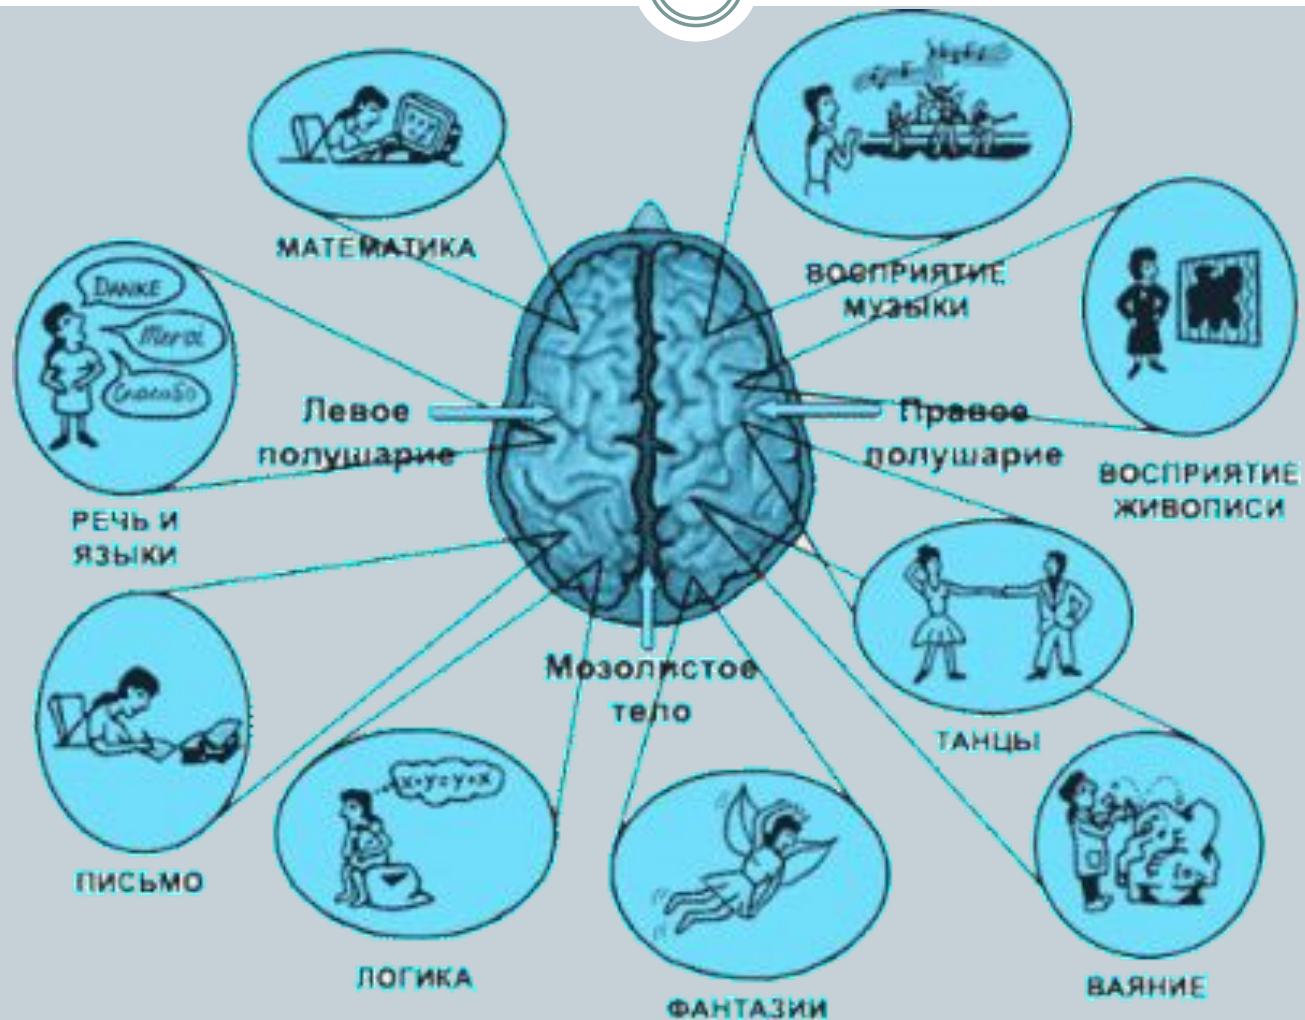 МАТЕМАТИКА
ВОСПРИЯТИЕ
МУЗЫКИ
DANKE
Merci
Спасибо
Левое
полушарие
Правое
полушарие
ВОСПРИЯТИЕ
ЖИВОПИСИ
РЕЧЬ И
ЯЗЫКИ
Мозолистое
тело
ТАНЦЫ
x+y=y+x
ПИСЬМО
ЛОГИКА
ФАНТАЗИИ
ВАЯНИЕ